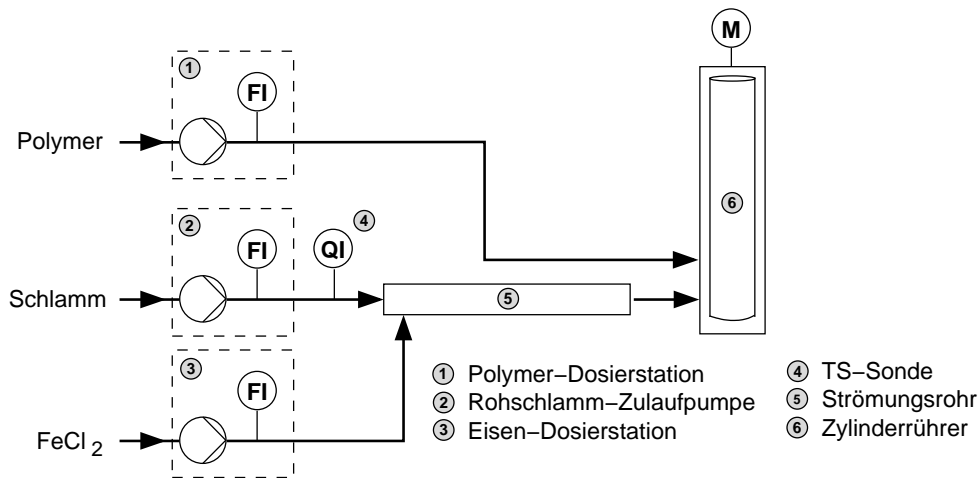 M
1
FI
Polymer
2
4
FI
QI
6
Schlamm
5
3
FI
FeCl 2
1 Polymer–Dosierstation
2 Rohschlamm–Zulaufpumpe
3 Eisen–Dosierstation
4 TS–Sonde
5 Strömungsrohr
6 Zylinderrührer